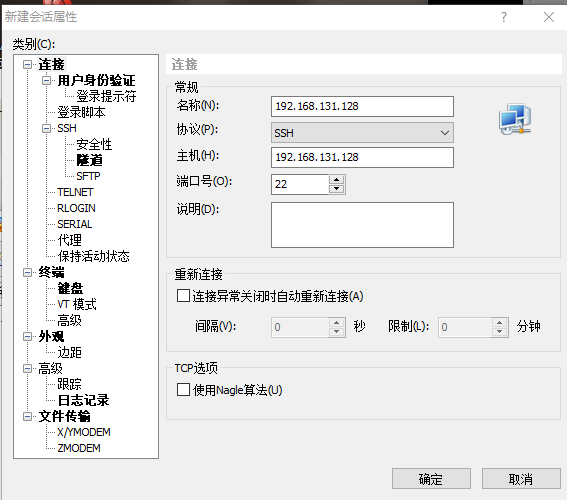 新建会话属性
类别(C):
连接
用户身份验证
登录提示符
登录脚本
SSH
安全性
隧道
SFTP
TELNET
RLOGIN
SERIAL
代理
保持活动状态
终端
键盘
VT 模式
高级
外观
边距
高级
跟踪
日志记录
文件传输
X/YMODEM
ZMODEM
连接
常规
名称(N): 192.168.131.128
协议(P): SSH
主机(H): 192.168.131.128
端口号(O): 22
说明(D):
重新连接
连接异常关闭时自动重新连接(A)
间隔(V): 0 秒 限制(L): 0 分钟
TCP选项
使用Nagle算法(U)
确定 取消